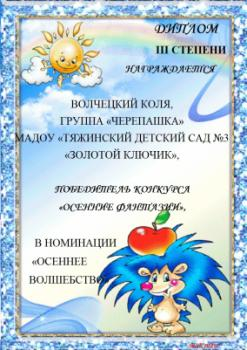 ДИПЛОМ
III СТЕПЕНИ
НАГРАЖДАЕТСЯ
ВОЛЧЕЦКИЙ КОЛЯ,
ГРУППА «ЧЕРЕПАШКА»
МАДОУ «ТЯЖИНСКИЙ ДЕТСКИЙ САД №3
«ЗОЛОТОЙ КЛЮЧИК»,
ПОБЕДИТЕЛЬ КОНКУРСА
«ОСЕННИЕ ФАНТАЗИИ»,
В НОМИНАЦИИ
«ОСЕННЕЕ
ВОЛШЕБСТВО»